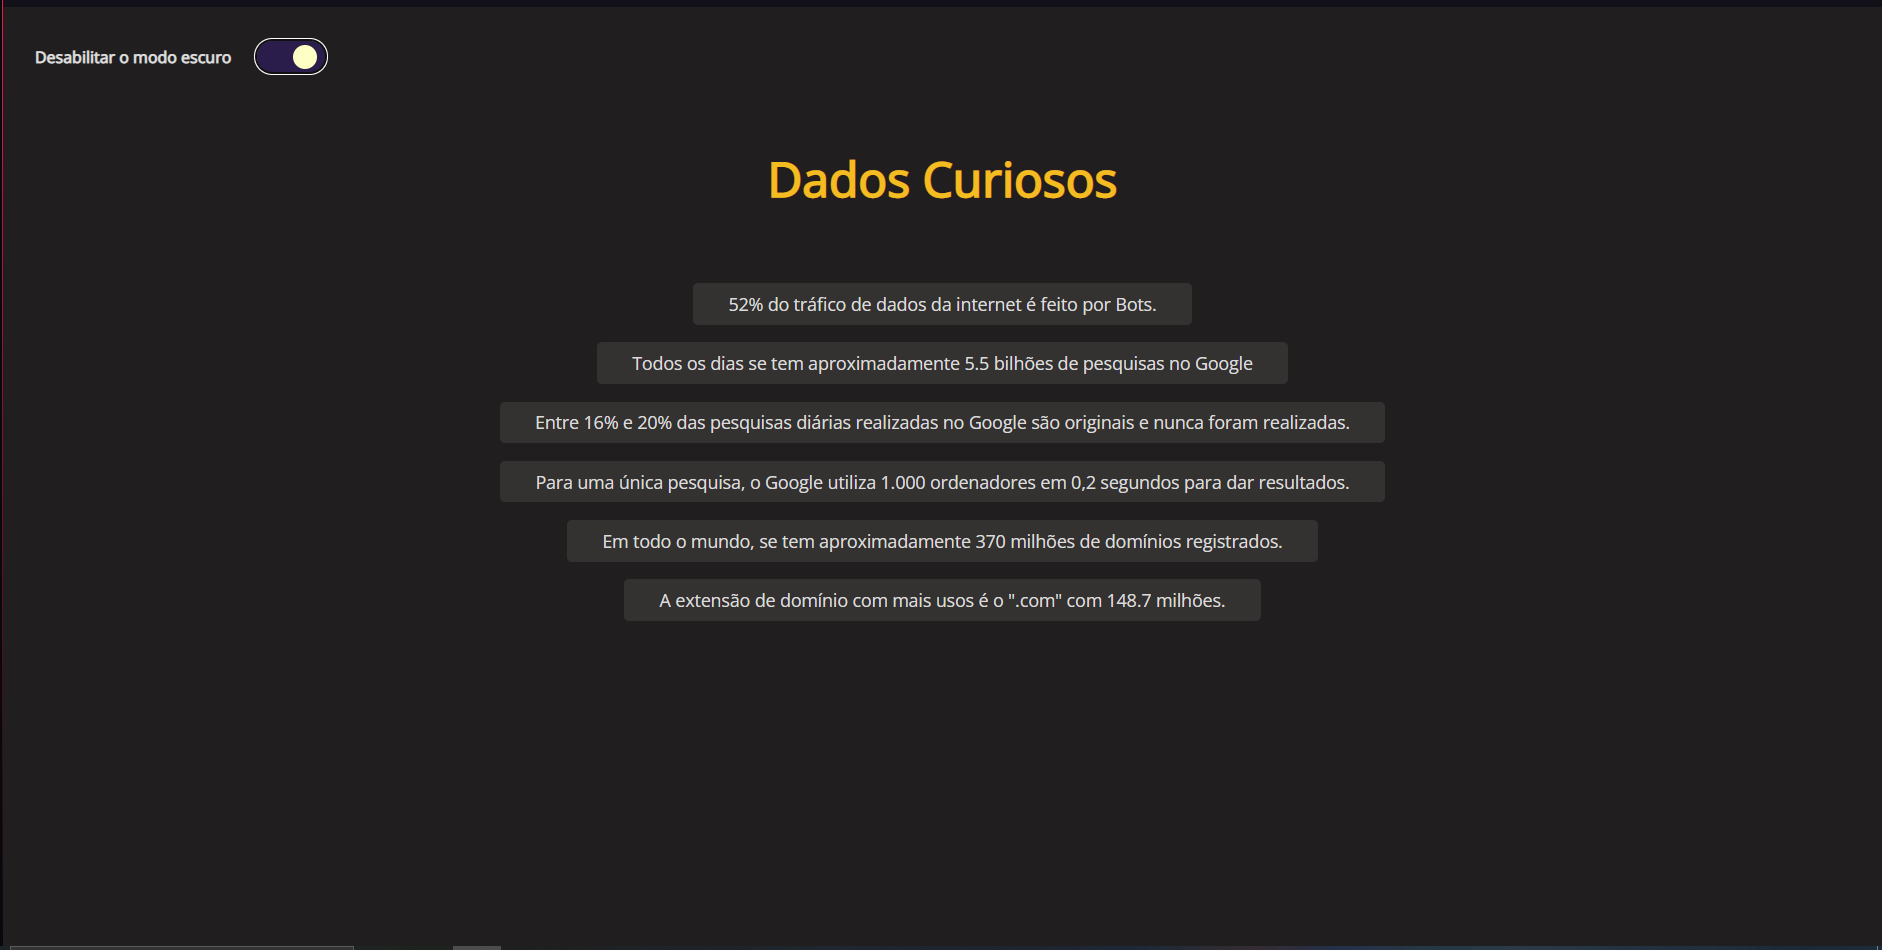 Desabilitar o modo escuro
Dados Curiosos
52% do tráfico de dados da internet é feito por Bots.
Todos os dias se tem aproximadamente 5.5 bilhões de pesquisas no Google
Entre 16% e 20% das pesquisas diárias realizadas no Google são originais e nunca foram realizadas.
Para uma única pesquisa, o Google utiliza 1.000 ordenadores em 0,2 segundos para dar resultados.
Em todo o mundo, se tem aproximadamente 370 milhões de domínios registrados.
A extensão de domínio com mais usos é o ".com" com 148.7 milhões.